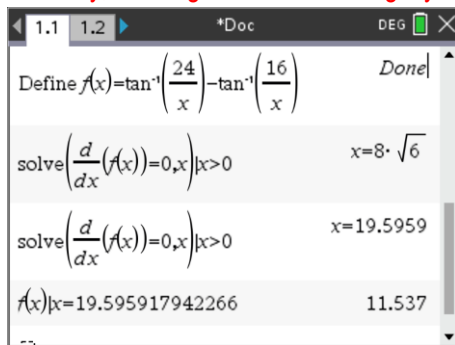 1.1 1.2 *Doc DEG
Define f(x)=tan⁻¹(24/x)−tan⁻¹(16/x) Done
solve(d/dx(f(x))=0,x)|x>0 x=8·√6
solve(d/dx(f(x))=0,x)|x>0 x=19.5959
f(x)|x=19.595917942266 11.537